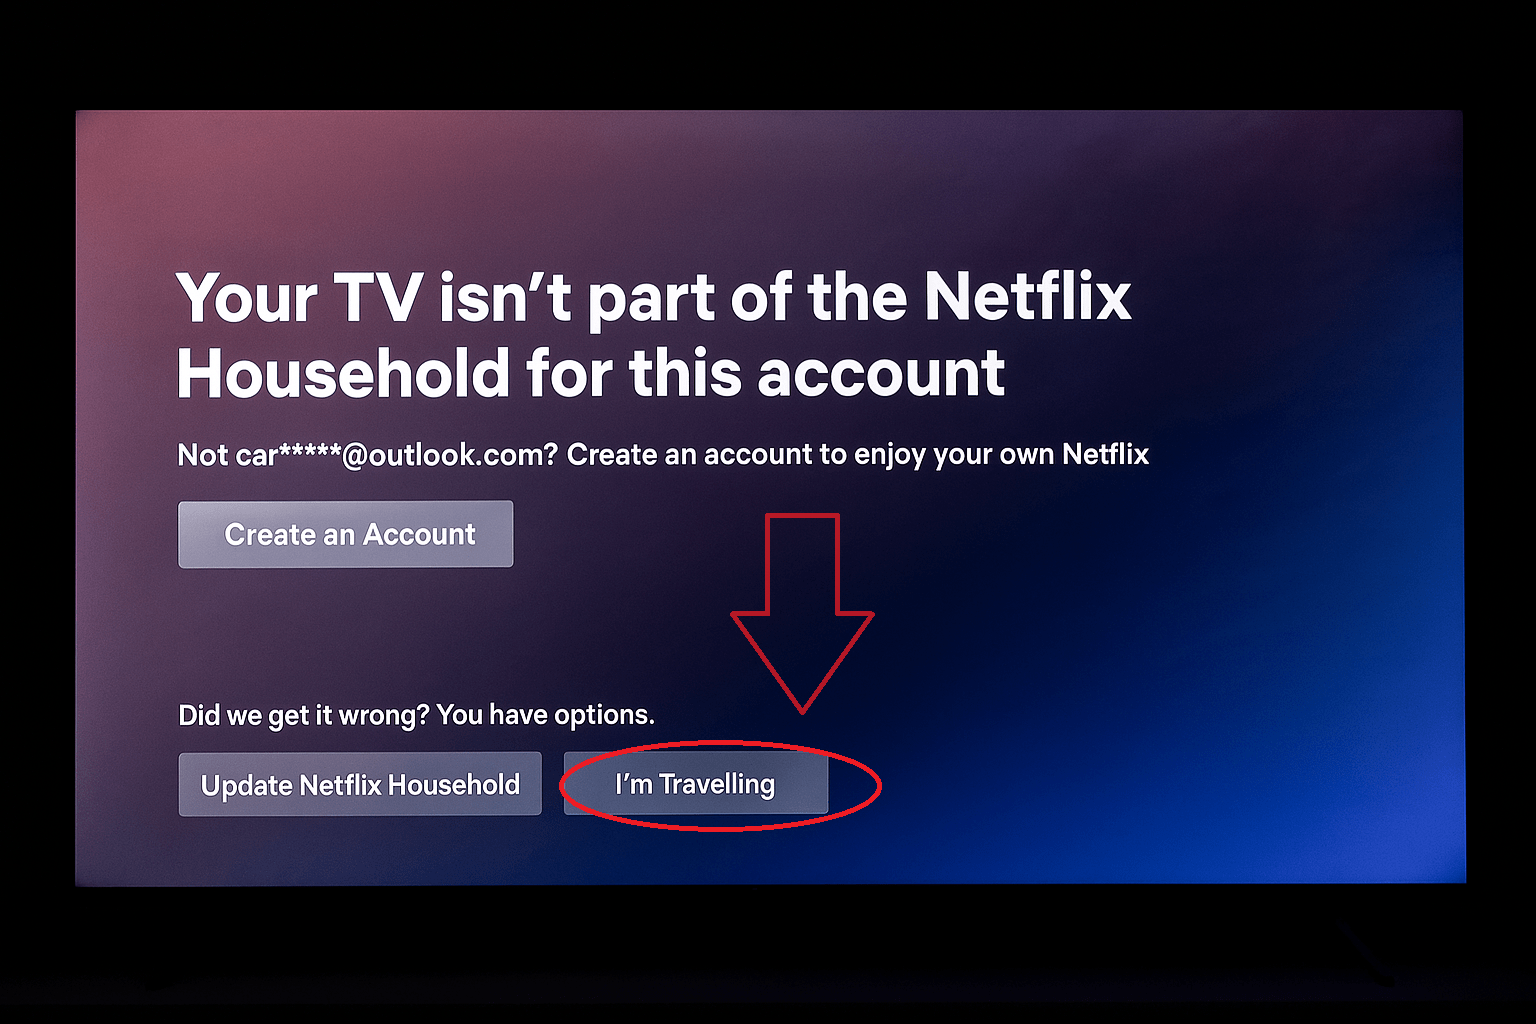 Your TV isn’t part of the Netflix
Household for this account
Not car*****@outlook.com? Create an account to enjoy your own Netflix
Create an Account
Did we get it wrong? You have options.
Update Netflix Household
I’m Travelling